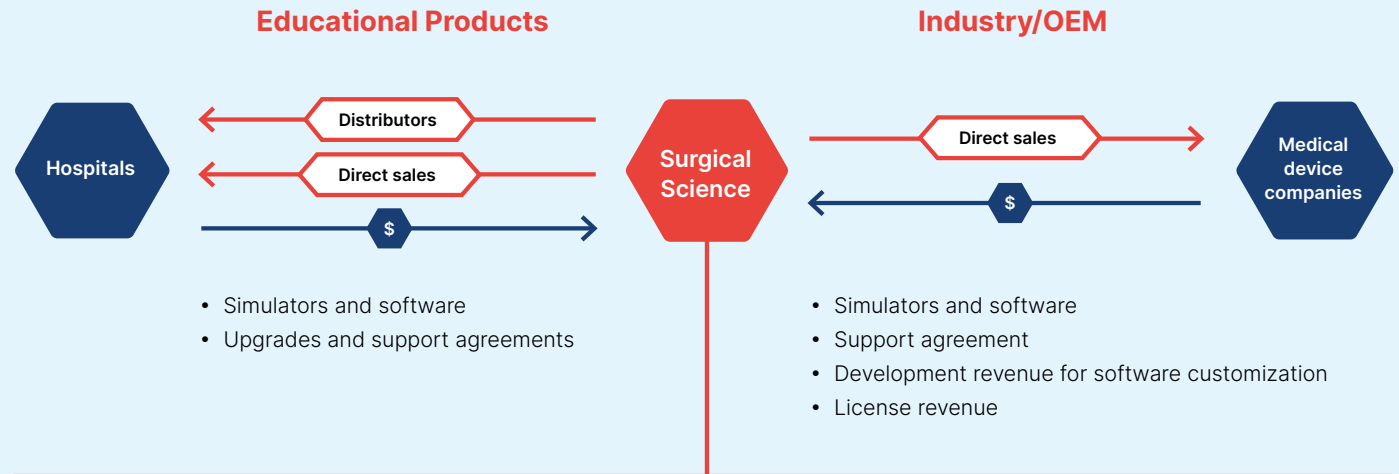 Educational Products
Industry/OEM
Hospitals
Distributors
Direct sales
$
Surgical
Science
Direct sales
$
Medical
device
companies
• Simulators and software
• Upgrades and support agreements
• Simulators and software
• Support agreement
• Development revenue for software customization
• License revenue